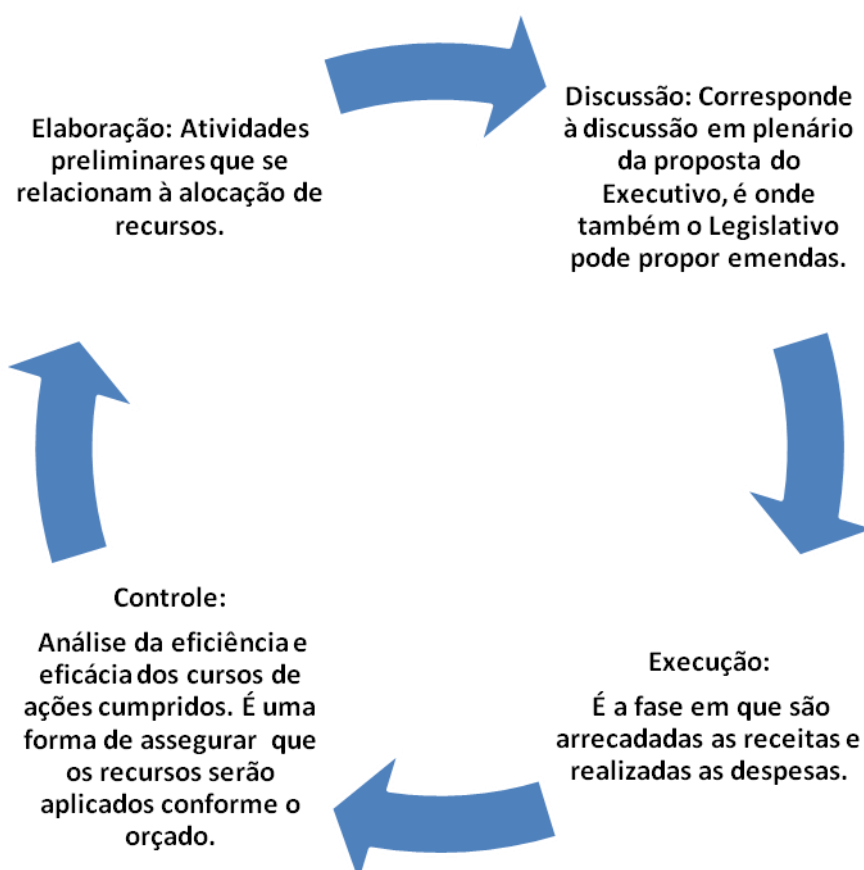 Elaboração: Atividades
preliminares que se
relacionam à alocação de
recursos.
Discussão: Corresponde
à discussão em plenário
da proposta do
Executivo, é onde
também o Legislativo
pode propor emendas.
Execução:
É a fase em que são
arrecadadas as receitas e
realizadas as despesas.
Controle:
Análise da eficiência e
eficácia dos cursos de
ações cumpridos. É uma
forma de assegurar que
os recursos serão
aplicados conforme o
orçado.